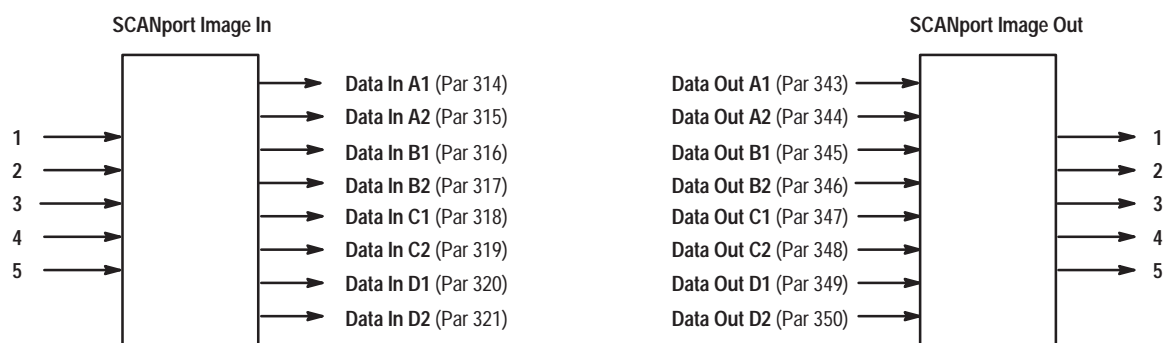 SCANport Image In
1
2
3
4
5
Data In A1 (Par 314)
Data In A2 (Par 315)
Data In B1 (Par 316)
Data In B2 (Par 317)
Data In C1 (Par 318)
Data In C2 (Par 319)
Data In D1 (Par 320)
Data In D2 (Par 321)
SCANport Image Out
Data Out A1 (Par 343)
Data Out A2 (Par 344)
Data Out B1 (Par 345)
Data Out B2 (Par 346)
Data Out C1 (Par 347)
Data Out C2 (Par 348)
Data Out D1 (Par 349)
Data Out D2 (Par 350)
1
2
3
4
5